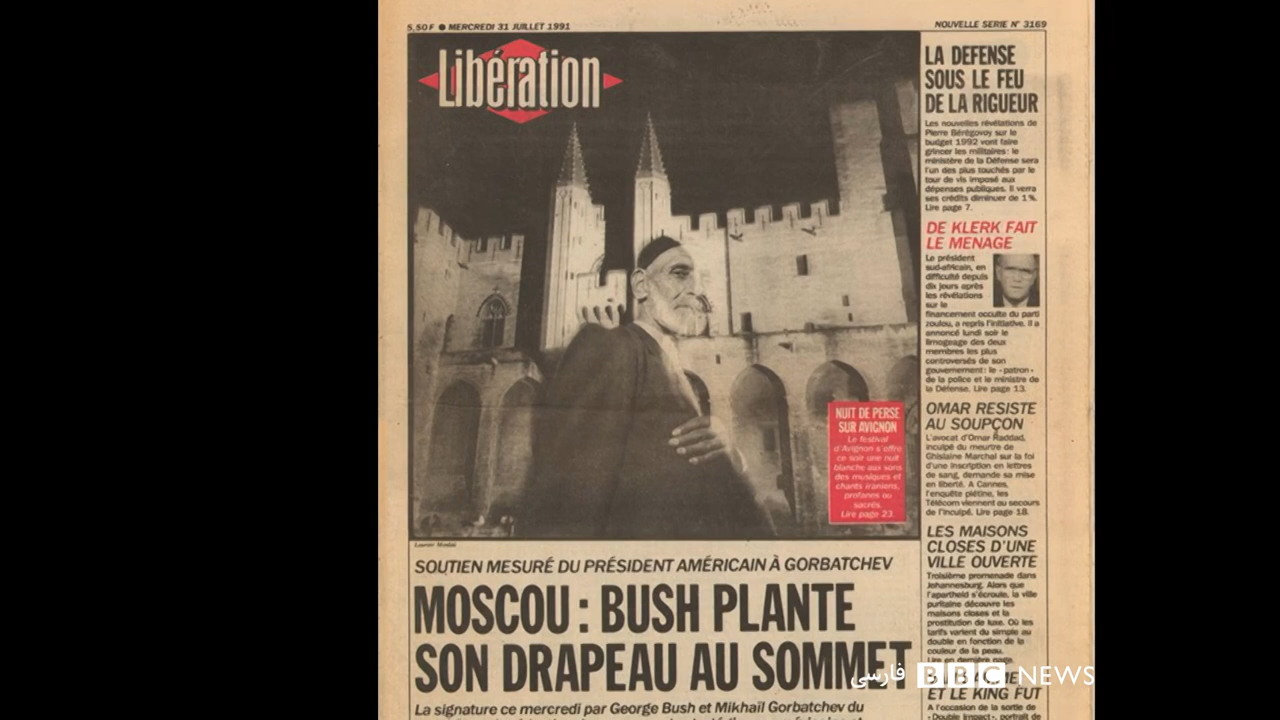 5,50F ● MERCREDI 31 JUILLET 1991
NOUVELLE SERIE N° 3169
Libération
NUIT DE PERSE
SUR AVIGNON
Le festival
d'Avignon s'offre
ce soir une nuit
blanche aux sons
des musiques et
chants iraniens,
profanes ou
sacrés.
Lire page 23.
SOUTIEN MESURÉ DU PRÉSIDENT AMÉRICAIN À GORBATCHEV
MOSCOU : BUSH PLANTE
SON DRAPEAU AU SOMMET
La signature ce mercredi par George Bush et Mikhaïl Gorbatchev du
LA DEFENSE
SOUS LE FEU
DE LA RIGUEUR
Les nouvelles révélations de
Pierre Bérégovoy sur le
budget 1992 vont faire
grincer les militaires : le
ministère de la Défense sera
l'un des plus touchés par le
tour de vis imposé aux
dépenses publiques. Il verra
ses crédits diminuer de 1%.
Lire page 7.
DE KLERK FAIT
LE MENAGE
Le président
sud-africain, en
difficulté depuis
dix jours après
les révélations
sur le
financement occulte du parti
zoulou, a repris l'initiative. Il a
annoncé lundi soir le
limogeage des deux
membres les plus
controversés de son
gouvernement : le «patron»
de la police et le ministre de
la Défense. Lire page 13.
OMAR RESISTE
AU SOUPÇON
L'avocat d'Omar Raddad,
inculpé du meurtre de
Ghislaine Marchal sur la foi
d'une inscription en lettres
de sang, demande sa mise
en liberté. A Cannes,
l'enquête piétine, les
Télécom viennent au secours
de l'inculpé. Lire page 18.
LES MAISONS
CLOSES D'UNE
VILLE OUVERTE
Troisième promenade dans
Johannesburg. Alors que
l'apartheid s'écroule, la ville
puritaine découvre les
maisons closes et la
prostitution de luxe. Où les
tarifs varient du simple au
double en fonction de la
couleur de la peau.
Lire en dernière page.
ET LE KING FUT
A l'occasion de la sortie de
«Double Impact», portrait de
BBC NEWS فارسی